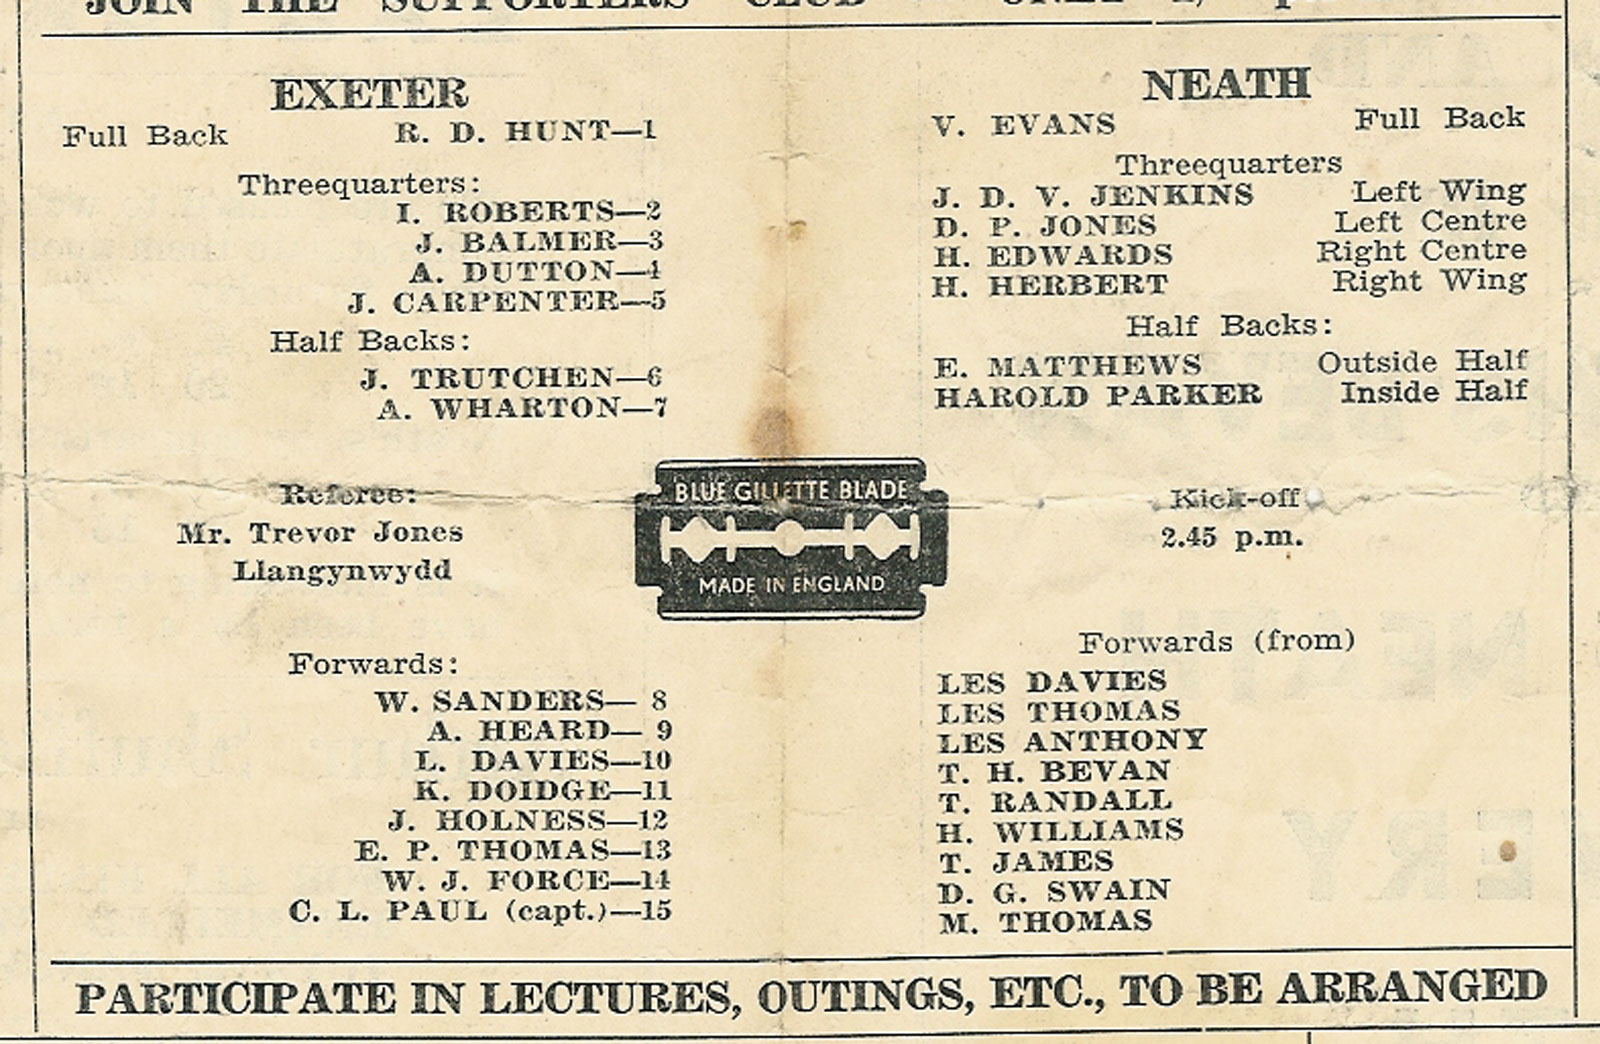 JOIN THE SUPPORTERS CLUB
EXETER
Full Back R. D. HUNT—1
Threequarters:
I. ROBERTS—2
J. BALMER—3
A. DUTTON—4
J. CARPENTER—5
Half Backs:
J. TRUTCHEN—6
A. WHARTON—7
Referee:
Mr. Trevor Jones
Llangynwydd
Forwards:
W. SANDERS— 8
A. HEARD— 9
L. DAVIES—10
K. DOIDGE—11
J. HOLNESS—12
E. P. THOMAS—13
W. J. FORCE—14
C. L. PAUL (capt.)—15
BLUE GILLETTE BLADE
MADE IN ENGLAND
NEATH
V. EVANS Full Back
Threequarters
J. D. V. JENKINS Left Wing
D. P. JONES Left Centre
H. EDWARDS Right Centre
H. HERBERT Right Wing
Half Backs:
E. MATTHEWS Outside Half
HAROLD PARKER Inside Half
Kick-off
2.45 p.m.
Forwards (from)
LES DAVIES
LES THOMAS
LES ANTHONY
T. H. BEVAN
T. RANDALL
H. WILLIAMS
T. JAMES
D. G. SWAIN
M. THOMAS
PARTICIPATE IN LECTURES, OUTINGS, ETC., TO BE ARRANGED